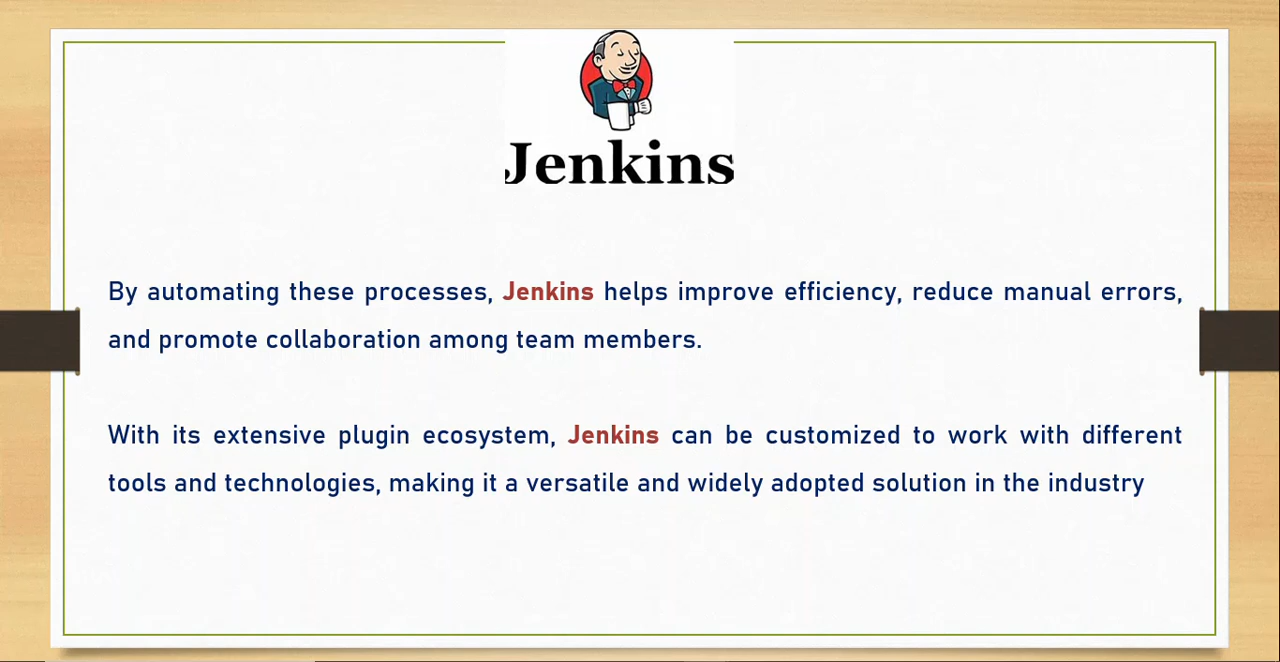 Jenkins
By automating these processes, Jenkins helps improve efficiency, reduce manual errors,
and promote collaboration among team members.
With its extensive plugin ecosystem, Jenkins can be customized to work with different
tools and technologies, making it a versatile and widely adopted solution in the industry